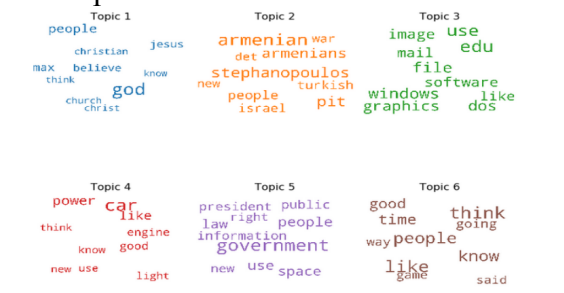 Topic 1
people
jesus
christian
max believe
know
think
god
church
christ
Topic 2
armenian war
det armenians
stephanopoulos
new
turkish
people
pit
israel
Topic 3
image use
edu
mail
file
software
windows
like
graphics dos
Topic 4
power car
like
think
engine
know good
new use
light
Topic 5
president public
law right people
information
government
new use space
Topic 6
good
time think
going
way people
know
like
game
said